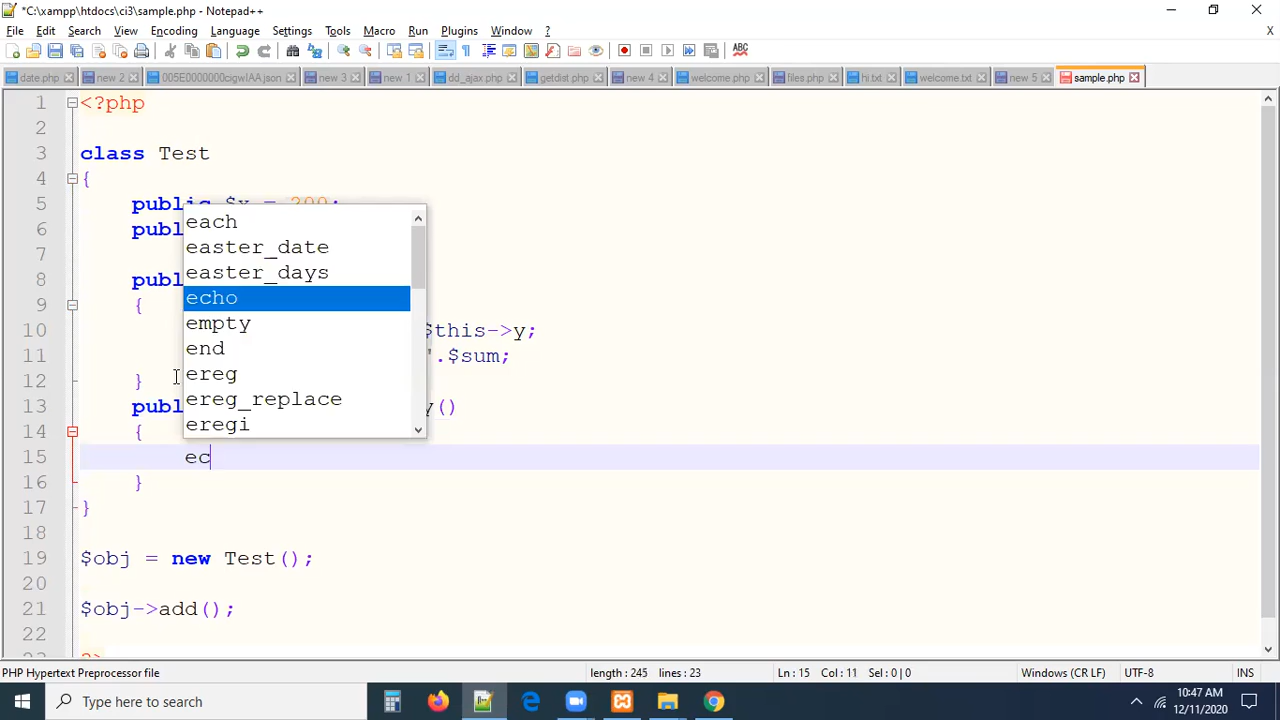 *C:\xampp\htdocs\ci3\sample.php - Notepad++
File Edit Search View Encoding Language Settings Tools Macro Run Plugins Window ? X
date.php new 2 005E0000000cigwIAA.json new 3 new 1 dd_ajax.php getdist.php new 4 welcome.php files.php hi.txt welcome.txt new 5 sample.php
1 <?php
2
3 class Test
4 {
5 public $y = 200;
6 publ
7
8 publ
9 {
10 $this->y;
11 ".$sum;
12 }
13 publ y()
14 {
15 ec
16 }
17 }
18
19 $obj = new Test();
20
21 $obj->add();
22
23 ?>
each
easter_date
easter_days
echo
empty
end
ereg
ereg_replace
eregi
PHP Hypertext Preprocessor file length : 245 lines : 23 Ln : 15 Col : 11 Sel : 0 | 0 Windows (CR LF) UTF-8 INS
Type here to search
10:47 AM
12/11/2020